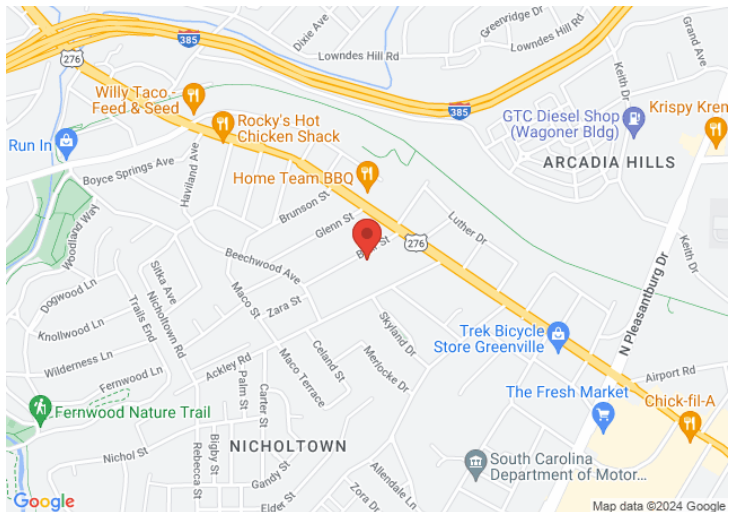 Dixie Ave
Greenridge Dr
Lowndes Hill Rd
Lowndes Hill Rd
Grand Ave
385
276
Keith Dr
Willy Taco -
Feed & Seed
385
GTC Diesel Shop
(Wagoner Bldg)
Krispy Krem
Rocky's Hot
Chicken Shack
Run In
ARCADIA HILLS
Boyce Springs Ave
Haviland Ave
Home Team BBQ
Brunson St
Glenn St
Luther Dr
Woodland Way
St
276
Keith Dr
Beechwood Ave
Sitka Ave
Dogwood Ln
Nicholtown Rd
Maco St
Zara St
N Pleasantburg Dr
Trails End
Knollwood Ln
Skyland Dr
Trek Bicycle
Store Greenville
Celand St
Merlocke Dr
Wilderness Ln
Ackley Rd
Maco Terrace
Airport Rd
Fernwood Ln
Palm St
Carter St
The Fresh Market
Chick-fil-A
Fernwood Nature Trail
NICHOLTOWN
Nichol St
Bigby St
Rebecca St
Gandy St
Allendale Ln
South Carolina
Department of Motor...
Elder St
Zora Dr
Google
Map data ©2024 Google